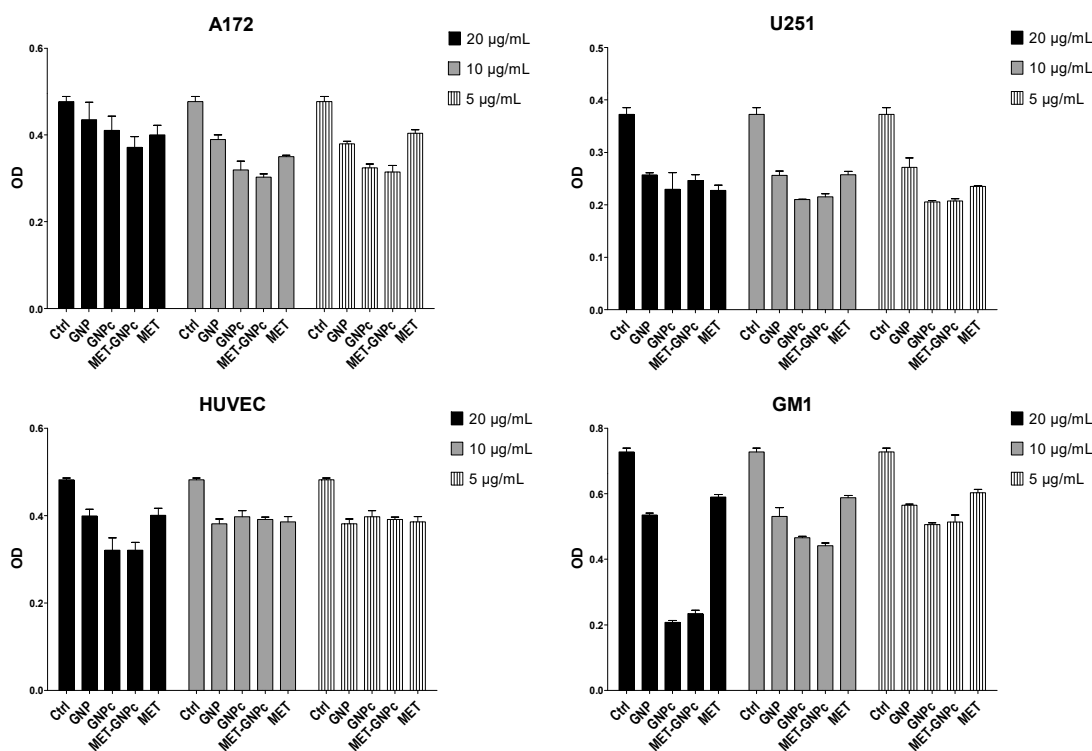 A172
20 µg/mL
10 µg/mL
5 µg/mL
OD
0.6
0.4
0.2
0.0
Ctrl GNP GNPc MET-GNPc MET Ctrl GNP GNPc MET-GNPc MET Ctrl GNP GNPc MET-GNPc MET
U251
20 µg/mL
10 µg/mL
5 µg/mL
OD
0.5
0.4
0.3
0.2
0.1
0.0
Ctrl GNP GNPc MET-GNPc MET Ctrl GNP GNPc MET-GNPc MET Ctrl GNP GNPc MET-GNPc MET
HUVEC
20 µg/mL
10 µg/mL
5 µg/mL
OD
0.6
0.4
0.2
0.0
Ctrl GNP GNPc MET-GNPc MET Ctrl GNP GNPc MET-GNPc MET Ctrl GNP GNPc MET-GNPc MET
GM1
20 µg/mL
10 µg/mL
5 µg/mL
OD
0.8
0.6
0.4
0.2
0.0
Ctrl GNP GNPc MET-GNPc MET Ctrl GNP GNPc MET-GNPc MET Ctrl GNP GNPc MET-GNPc MET